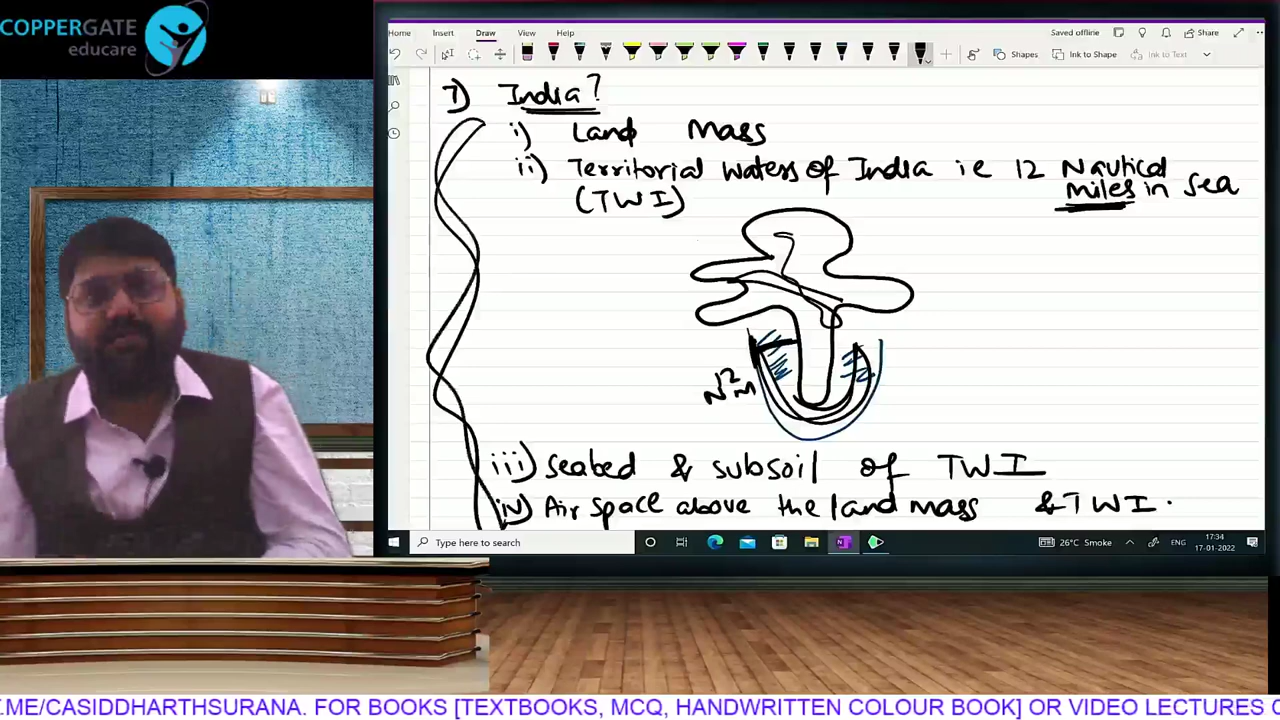 COPPERGATE
educare
Home Insert Draw View Help
Saved offline
Share
Shapes
Ink to Shape
Ink to Text
I) India?
i) Land Mass
ii) Territorial waters of India ie 12 Nautical
miles in Sea
(TWI)
12
NM
iii) Seabed & subsoil of TWI
iv) Air space above the land mass & TWI.
Type here to search
26°C Smoke
ENG
17:34
17-01-2022
T.ME/CASIDDHARTHSURANA. FOR BOOKS [TEXTBOOKS, MCQ, HANDWRITTEN COLOUR BOOK] OR VIDEO LECTURES